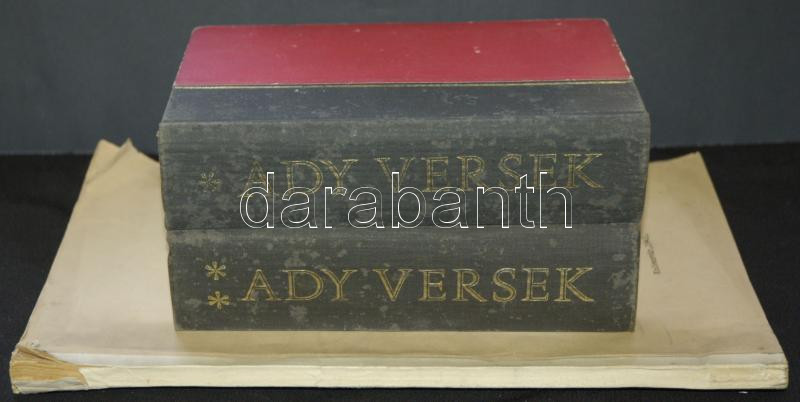 * ADY VERSEK
darabanth
** ADY VERSEK